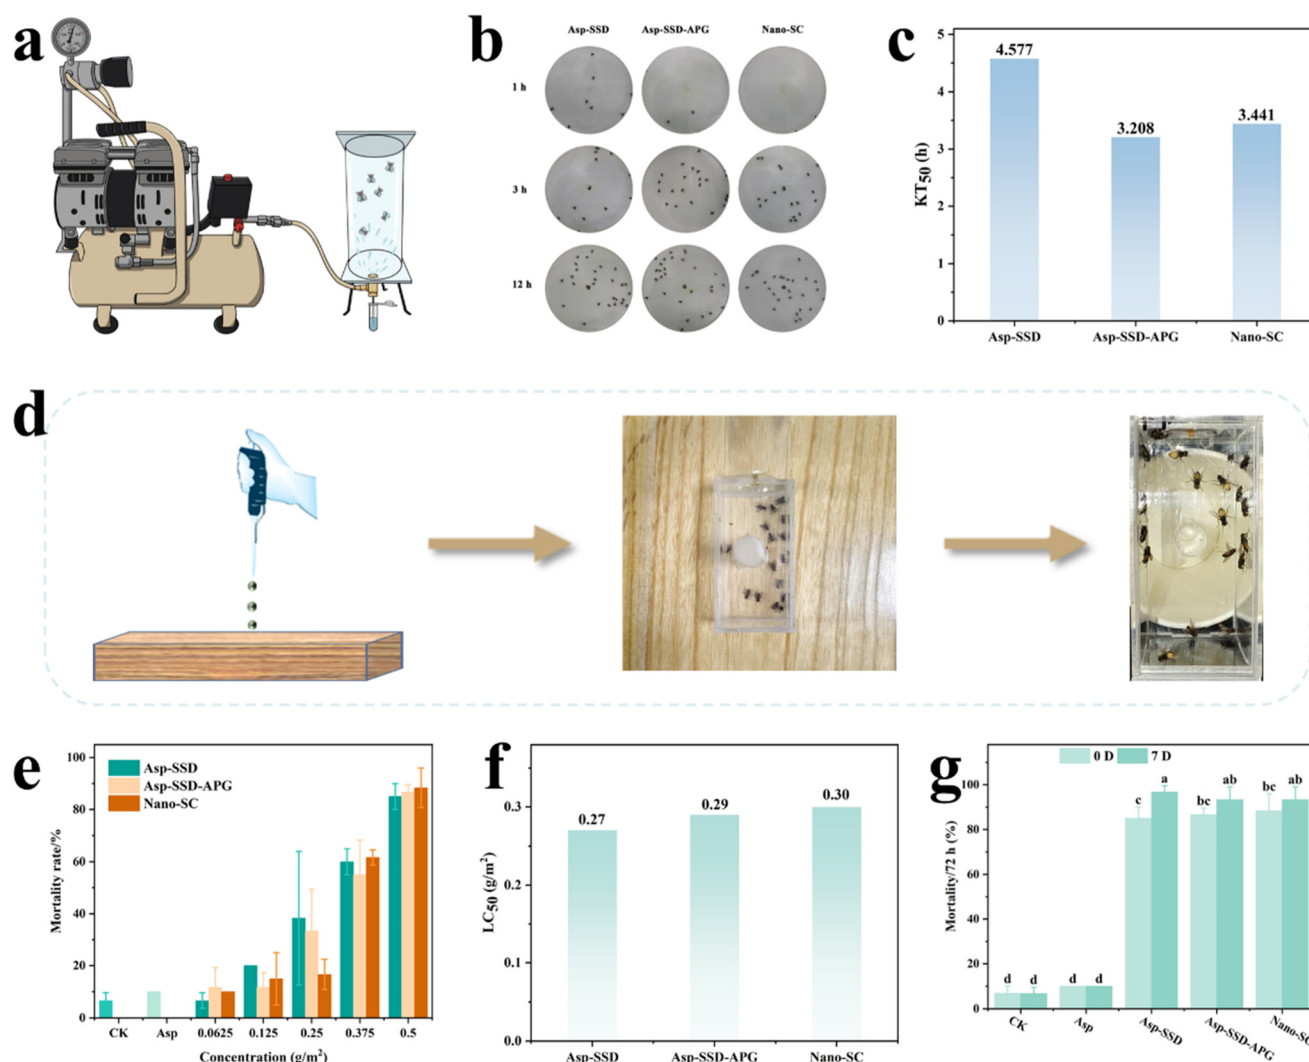 a
b
Asp-SSD Asp-SSD-APG Nano-SC
1 h
3 h
12 h
c
KT50 (h)
5
4
3
2
1
0
4.577
3.208
3.441
Asp-SSD Asp-SSD-APG Nano-SC
d
e
Mortality rate/%
100
80
60
40
20
0
Asp-SSD
Asp-SSD-APG
Nano-SC
CK Asp 0.0625 0.125 0.25 0.375 0.5
Concentration (g/m²)
f
LC50 (g/m²)
0.3
0.2
0.1
0.0
0.27
0.29
0.30
Asp-SSD Asp-SSD-APG Nano-SC
g
Mortality/72 h (%)
0 D 7 D
100
80
60
40
20
0
d d d d c a bc ab bc ab
CK Asp Asp-SSD Asp-SSD-APG Nano-SC